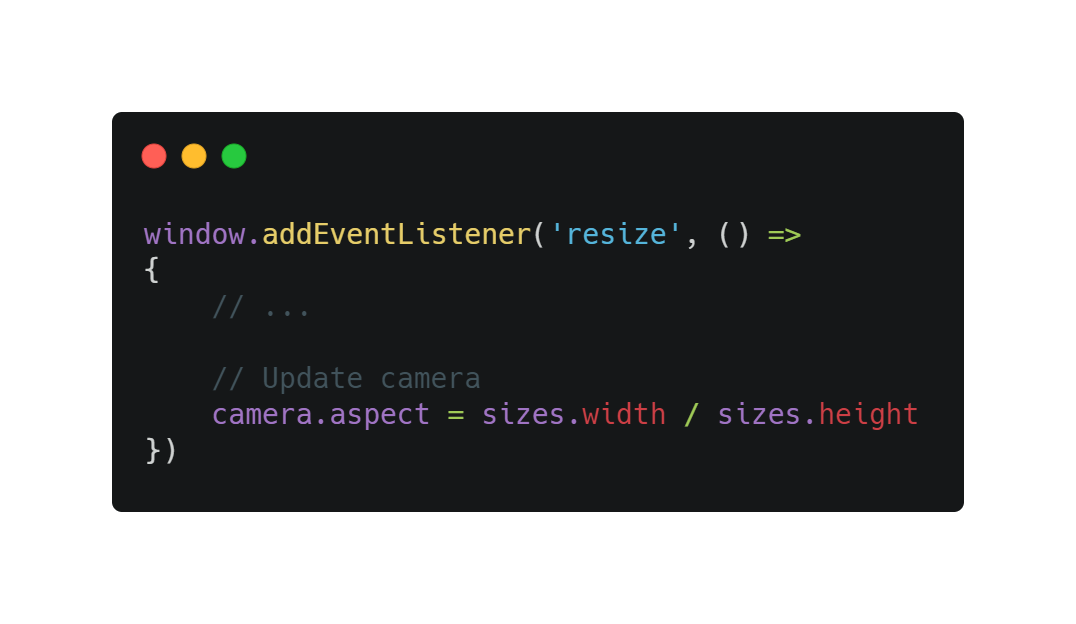 window.addEventListener('resize', () =>
{
    // ...

    // Update camera
    camera.aspect = sizes.width / sizes.height
})